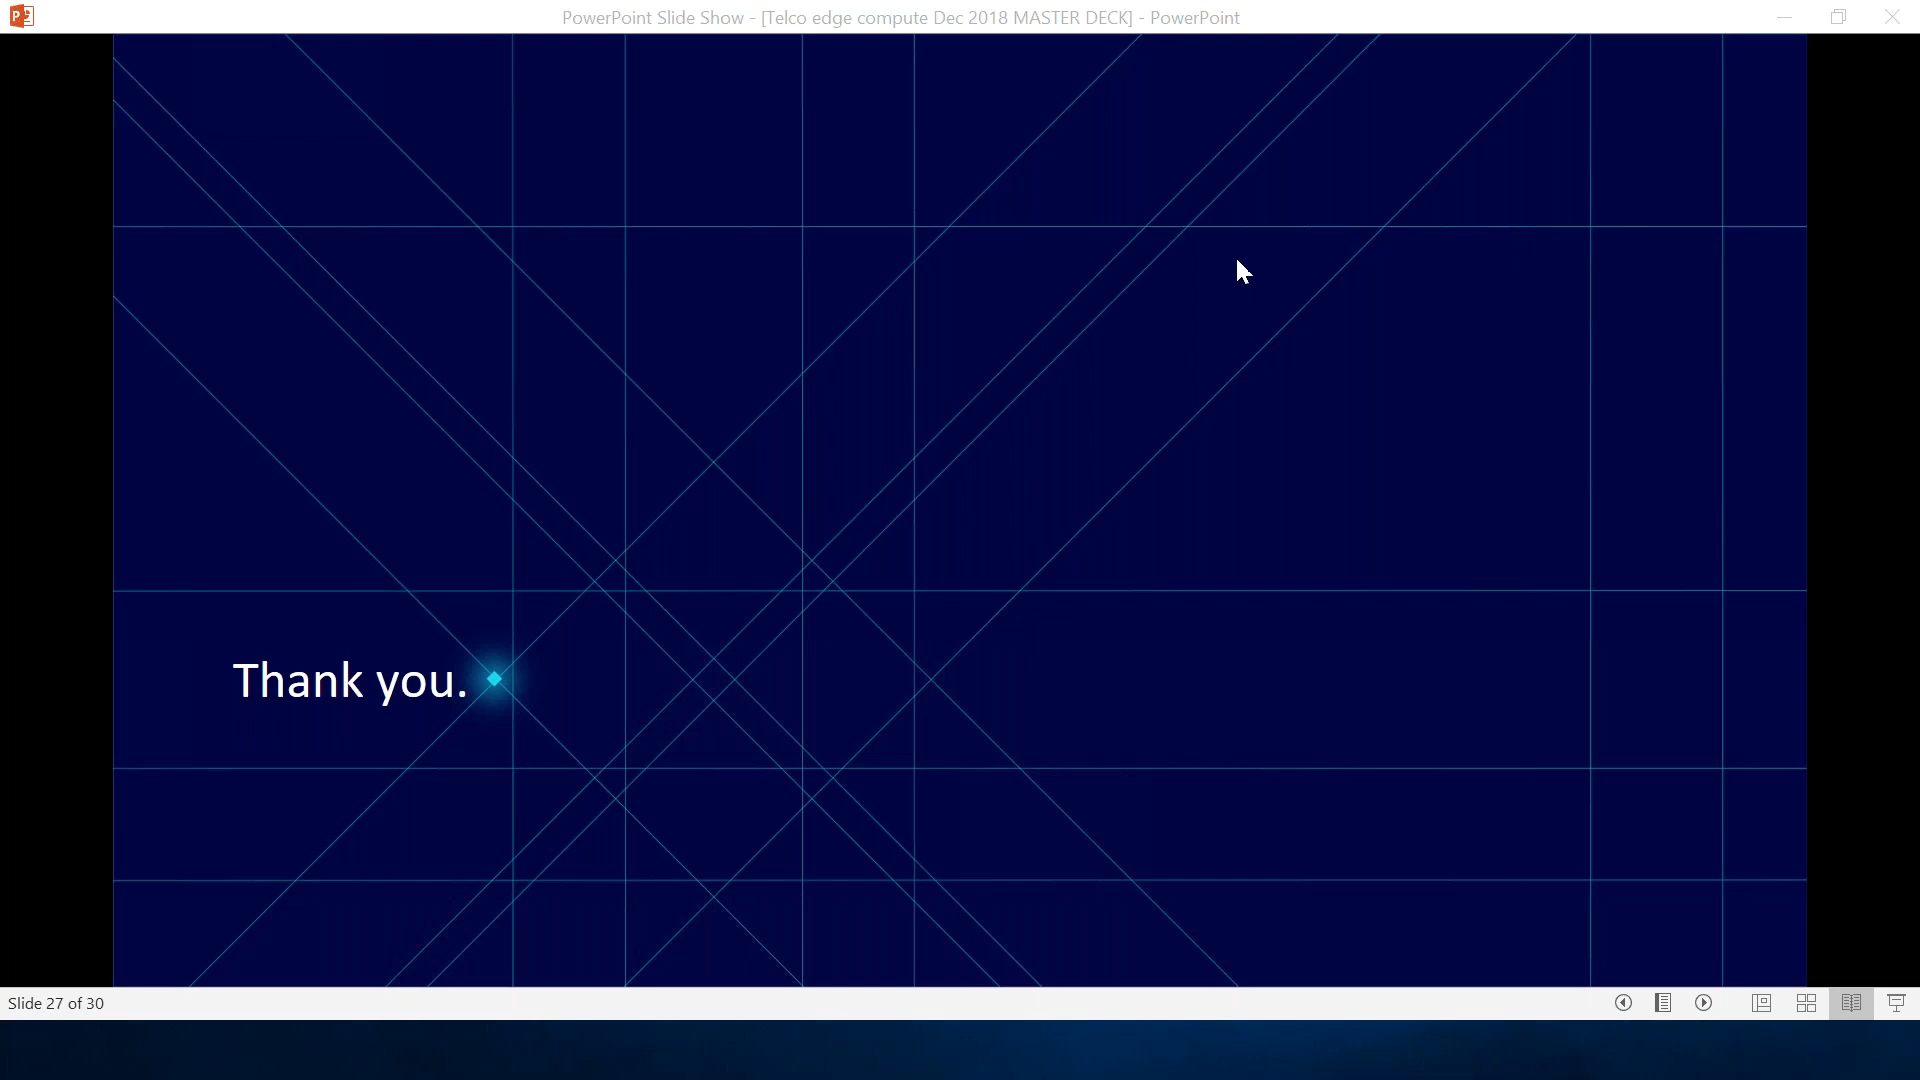 PowerPoint Slide Show - [Telco edge compute Dec 2018 MASTER DECK] - PowerPoint
Thank you.
Slide 27 of 30